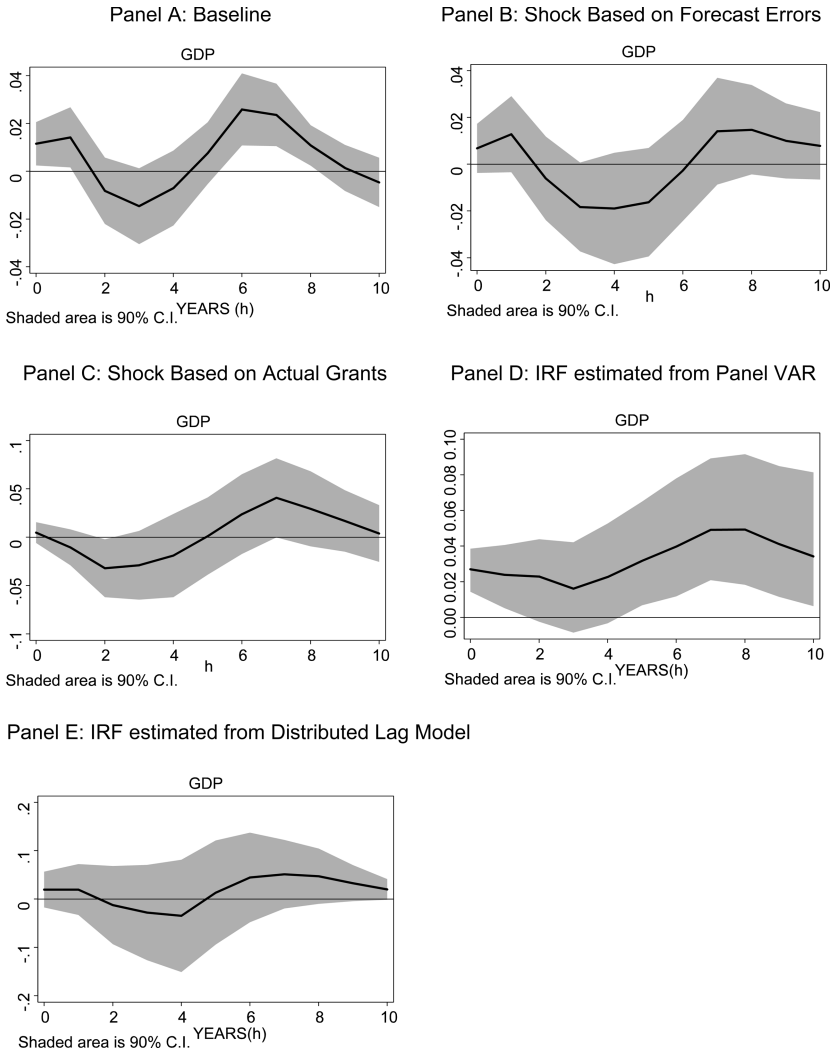 Panel A: Baseline
GDP
.04
.02
0
-.02
-.04
0 2 4 6 8 10
YEARS (h)
Shaded area is 90% C.I.
Panel B: Shock Based on Forecast Errors
GDP
.04
.02
0
-.02
-.04
0 2 4 6 8 10
h
Shaded area is 90% C.I.
Panel C: Shock Based on Actual Grants
GDP
.1
.05
0
-.05
-.1
0 2 4 6 8 10
h
Shaded area is 90% C.I.
Panel D: IRF estimated from Panel VAR
GDP
0.10
0.08
0.06
0.04
0.02
0.00
0 2 4 6 8 10
YEARS(h)
Shaded area is 90% C.I.
Panel E: IRF estimated from Distributed Lag Model
GDP
.2
.1
0
-.1
-.2
0 2 4 6 8 10
YEARS(h)
Shaded area is 90% C.I.